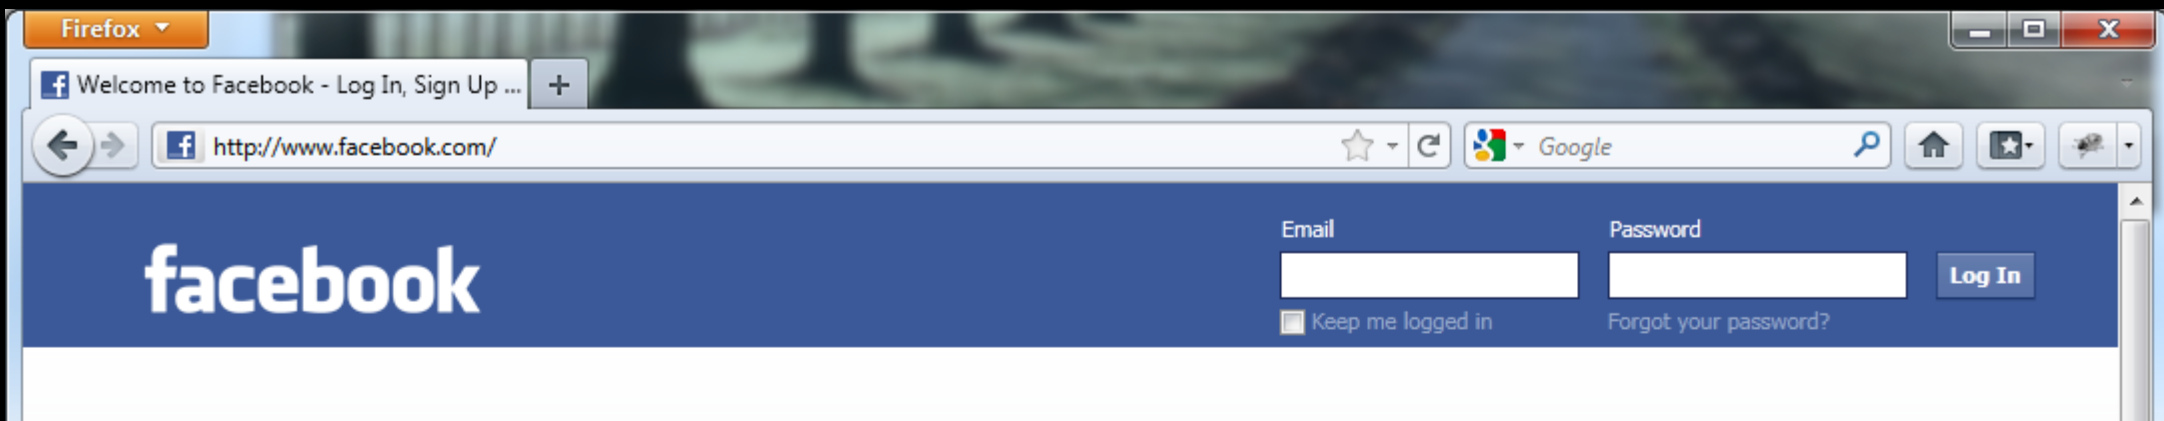 Firefox
Welcome to Facebook - Log In, Sign Up ...
http://www.facebook.com/
Google
facebook
Email
Password
Log In
Keep me logged in
Forgot your password?